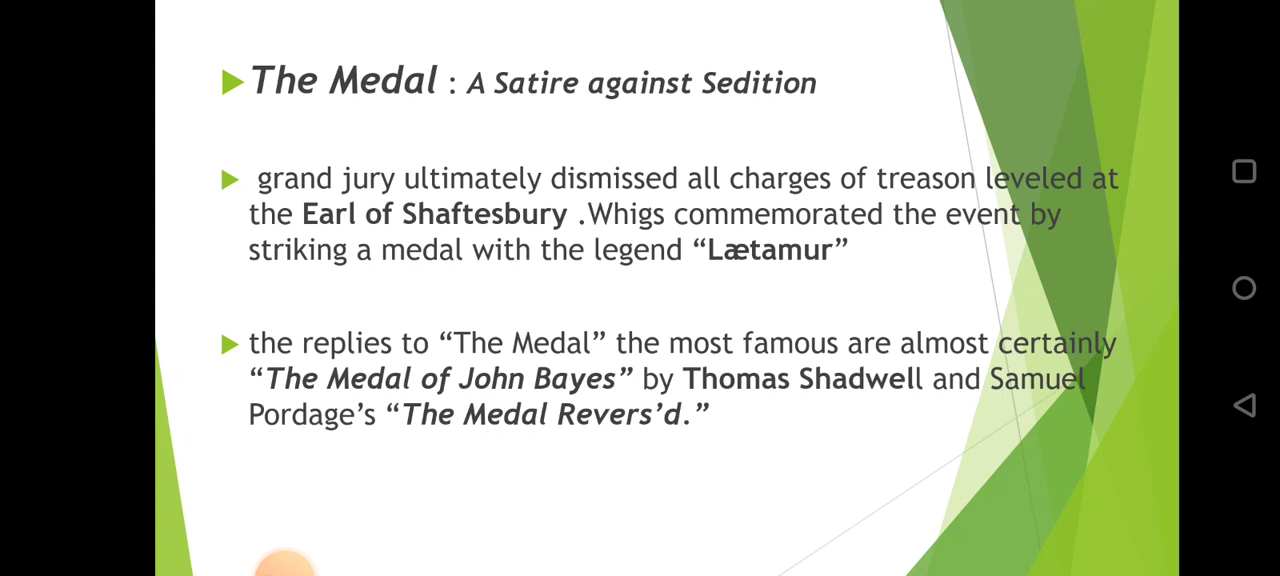 The Medal : A Satire against Sedition
grand jury ultimately dismissed all charges of treason leveled at
the Earl of Shaftesbury .Whigs commemorated the event by
striking a medal with the legend “Lætamur”
the replies to “The Medal” the most famous are almost certainly
“The Medal of John Bayes” by Thomas Shadwell and Samuel
Pordage’s “The Medal Revers’d.”